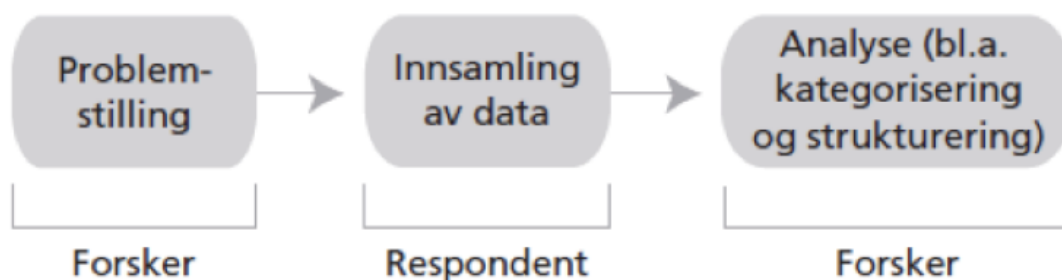 Problem-
stilling
Innsamling
av data
Analyse (bl.a.
kategorisering
og strukturering)
Forsker
Respondent
Forsker